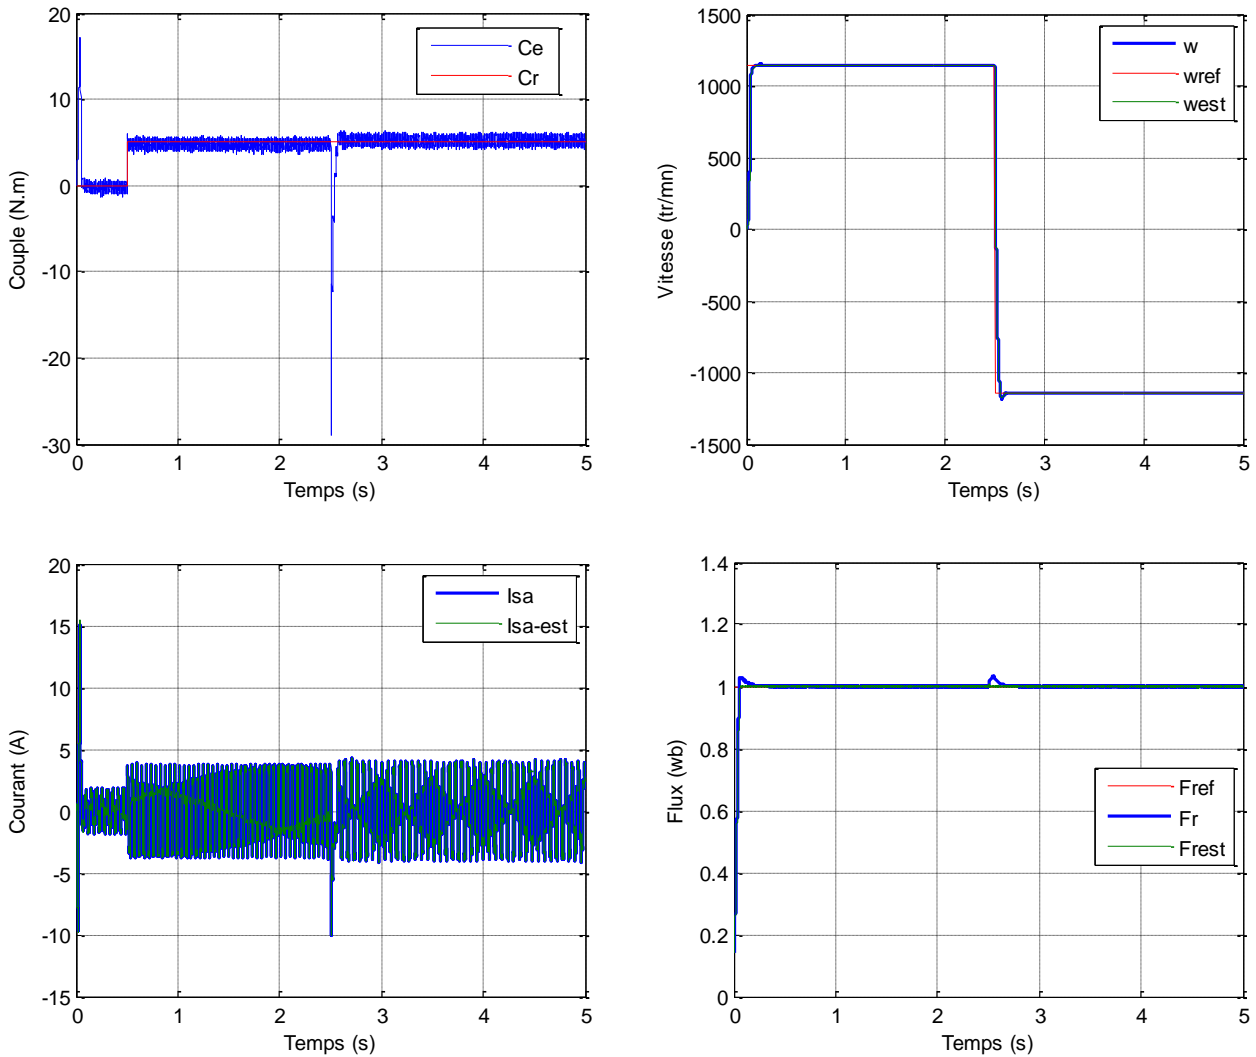 20
10
0
-10
-20
-30
0 1 2 3 4 5
Couple (N.m)
Temps (s)
Ce
Cr
1500
1000
500
0
-500
-1000
-1500
0 1 2 3 4 5
Vitesse (tr/mn)
Temps (s)
w
wref
west
20
15
10
5
0
-5
-10
-15
0 1 2 3 4 5
Courant (A)
Temps (s)
Isa
Isa-est
1.4
1.2
1
0.8
0.6
0.4
0.2
0
0 1 2 3 4 5
Flux (wb)
Temps (s)
Fref
Fr
Frest